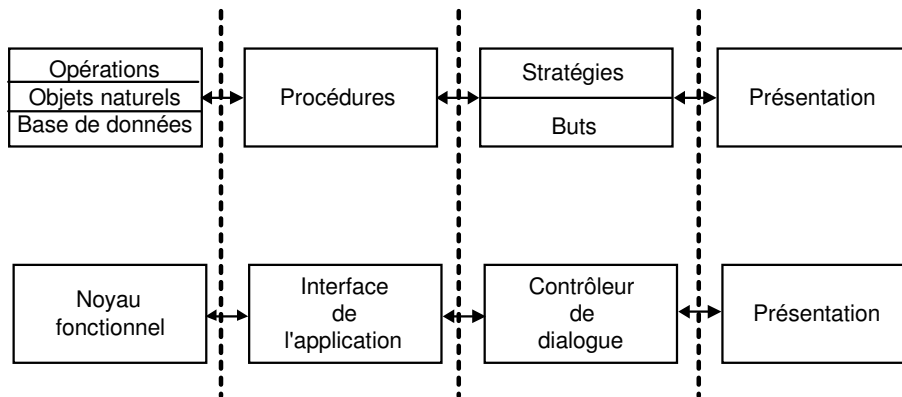 Opérations
Objets naturels
Base de données
Procédures
Stratégies
Buts
Présentation
Noyau
fonctionnel
Interface
de
l'application
Contrôleur
de
dialogue
Présentation